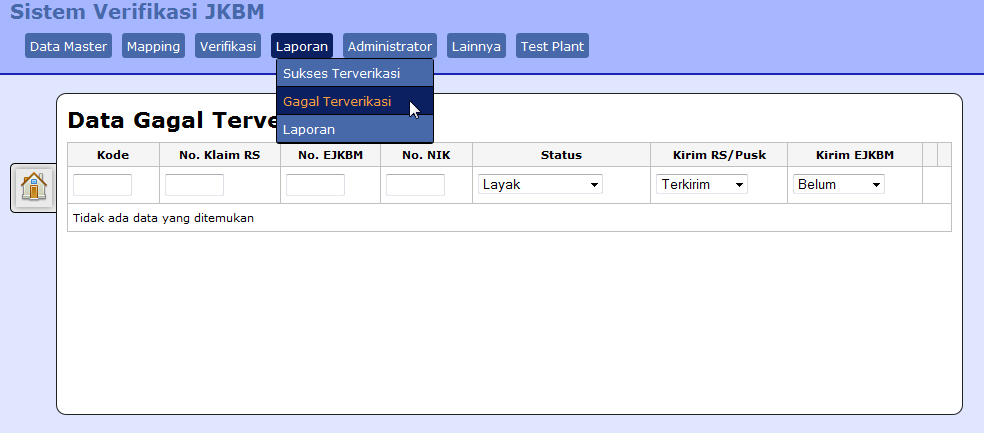 Sistem Verifikasi JKBM
Data Master Mapping Verifikasi Laporan Administrator Lainnya Test Plant
Sukses Terverikasi
Gagal Terverikasi
Laporan
Data Gagal Terve
Kode No. Klaim RS No. EJKBM No. NIK Status Kirim RS/Pusk Kirim EJKBM
Layak Terkirim Belum
Tidak ada data yang ditemukan